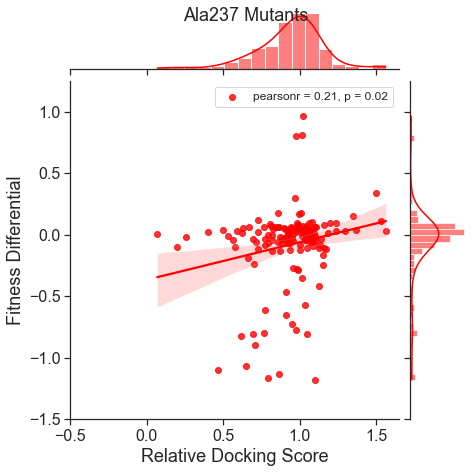 Ala237 Mutants
pearsonr = 0.21, p = 0.02
1.0
0.5
0.0
−0.5
−1.0
−1.5
Fitness Differential
−0.5 0.0 0.5 1.0 1.5
Relative Docking Score